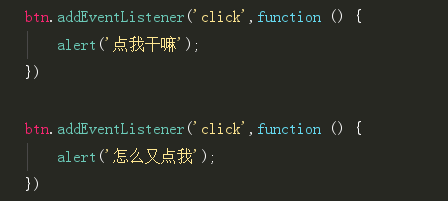 btn.addEventListener('click',function () {
    alert('点我干嘛');
})
btn.addEventListener('click',function () {
    alert('怎么又点我');
})